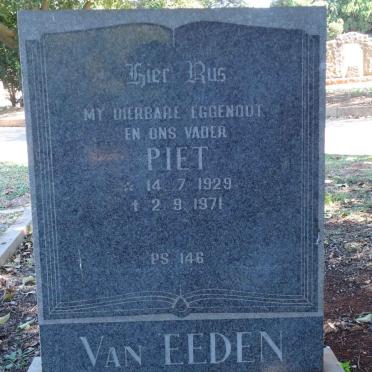 Hier Rus
MY DIERBARE EGGENOOT
EN ONS VADER
PIET
☆ 14.7.1929
✝ 2.9.1971
PS 146
VAN EEDEN